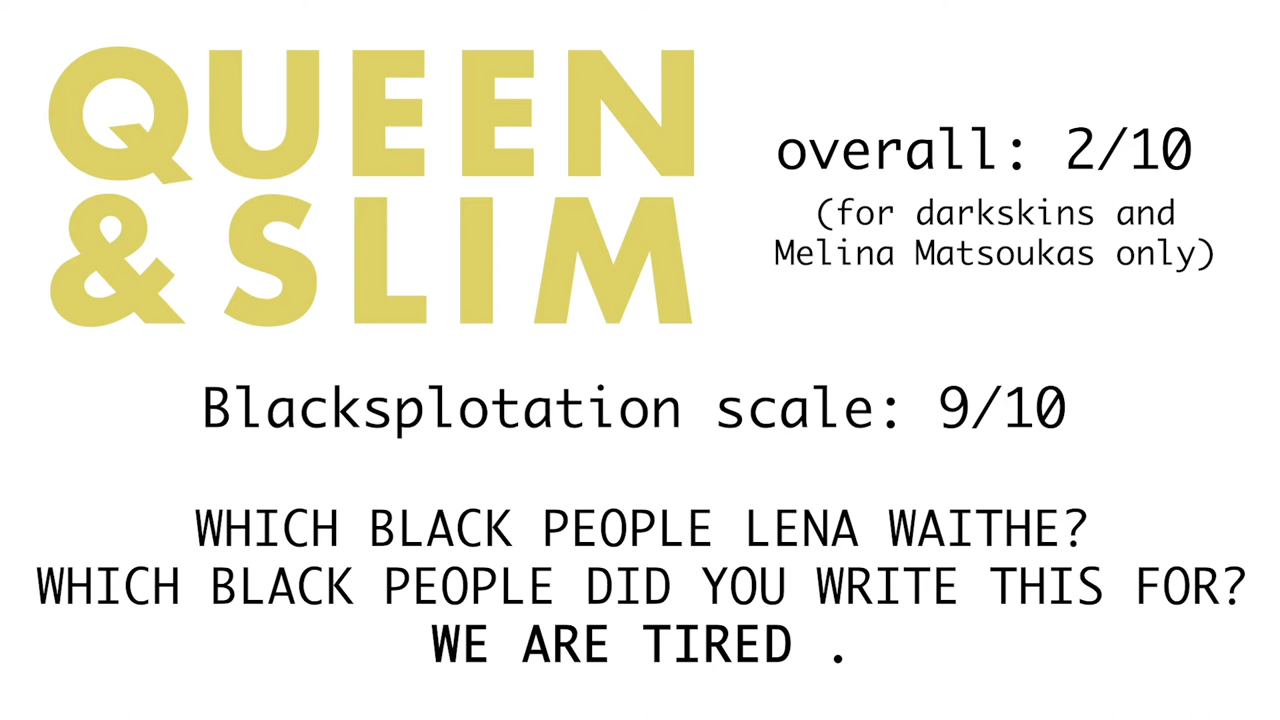 QUEEN
& SLIM
overall: 2/10
(for darkskins and
Melina Matsoukas only)
Blacksplotation scale: 9/10
WHICH BLACK PEOPLE LENA WAITHE?
WHICH BLACK PEOPLE DID YOU WRITE THIS FOR?
WE ARE TIRED .